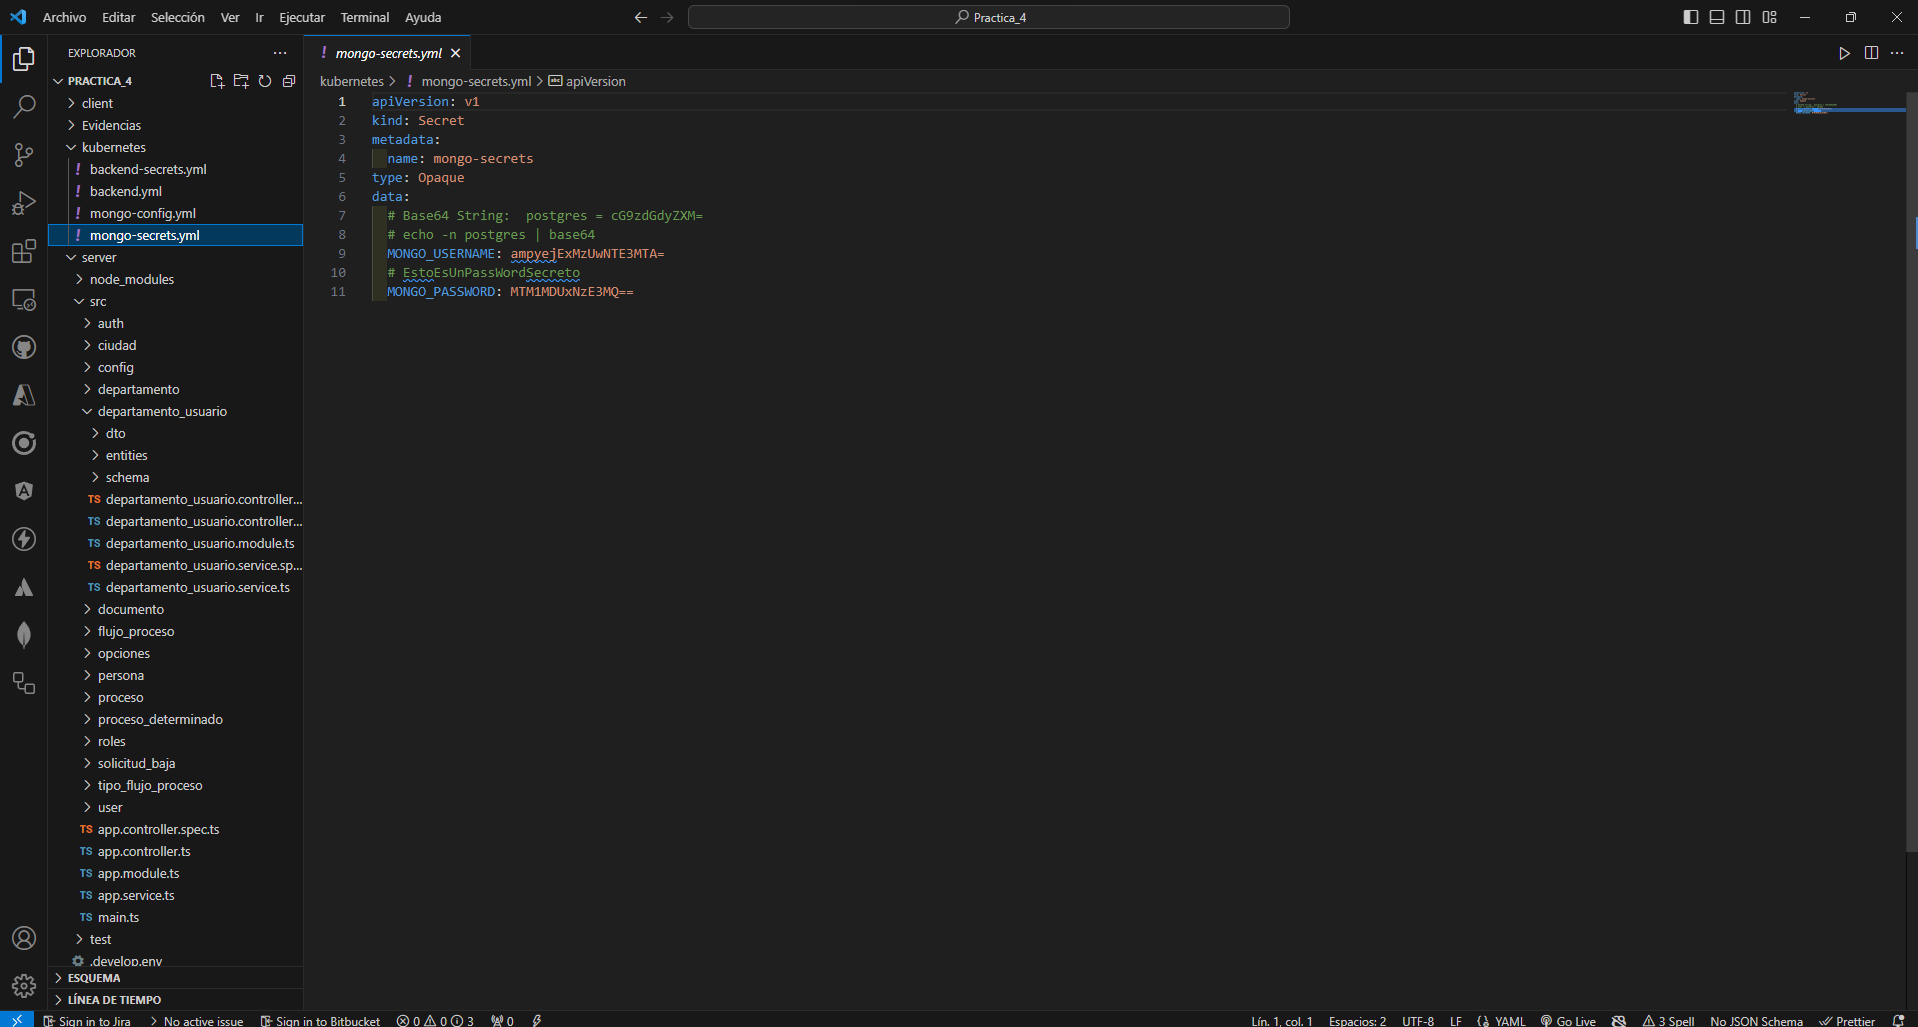 Archivo Editar Selección Ver Ir Ejecutar Terminal Ayuda
Practica_4
EXPLORADOR
PRACTICA_4
client
Evidencias
kubernetes
backend-secrets.yml
backend.yml
mongo-config.yml
mongo-secrets.yml
server
node_modules
src
auth
ciudad
config
departamento
departamento_usuario
dto
entities
schema
TS departamento_usuario.controller...
TS departamento_usuario.controller...
TS departamento_usuario.module.ts
TS departamento_usuario.service.sp...
TS departamento_usuario.service.ts
documento
flujo_proceso
opciones
persona
proceso
proceso_determinado
roles
solicitud_baja
tipo_flujo_proceso
user
TS app.controller.spec.ts
TS app.controller.ts
TS app.module.ts
TS app.service.ts
TS main.ts
test
.develop.env
ESQUEMA
LÍNEA DE TIEMPO
! mongo-secrets.yml
kubernetes > ! mongo-secrets.yml > abc apiVersion
1 apiVersion: v1
2 kind: Secret
3 metadata:
4 name: mongo-secrets
5 type: Opaque
6 data:
7 # Base64 String:  postgres = cG9zdGdyZXM=
8 # echo -n postgres | base64
9 MONGO_USERNAME: ampyejExMzUwNTE3MTA=
10 # EstoEsUnPassWordSecreto
11 MONGO_PASSWORD: MTM1MDUxNzE3MQ==
Sign in to Jira No active issue Sign in to Bitbucket 0 0 3 0 Lín. 1, col. 1 Espacios: 2 UTF-8 LF YAML Go Live 3 Spell No JSON Schema Prettier